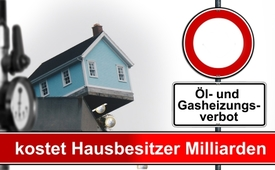 Öl- und
Gasheizungs-
verbot
kostet Hausbesitzer Milliarden